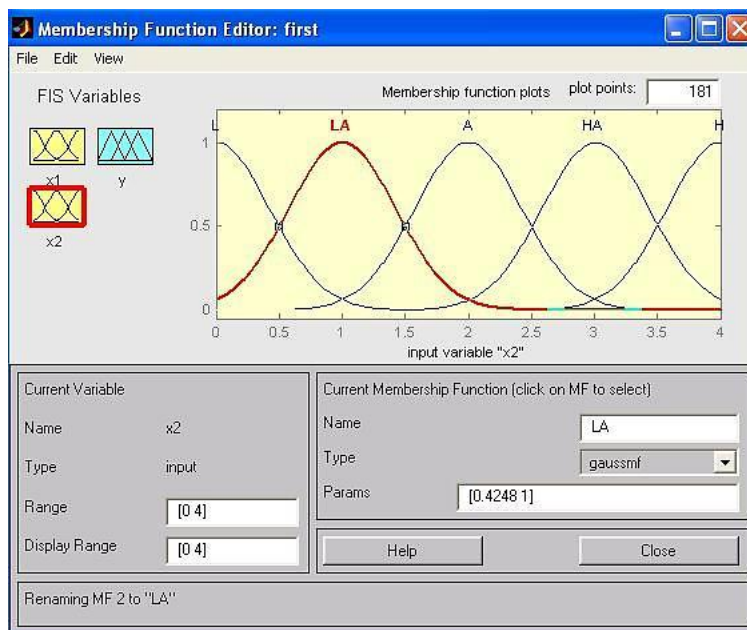 Membership Function Editor: first
File Edit View
FIS Variables
Membership function plots plot points: 181
L LA A HA H
x1 y
x2
1
0.5
0
0 0.5 1 1.5 2 2.5 3 3.5 4
input variable "x2"
Current Variable
Name x2
Type input
Range [0 4]
Display Range [0 4]
Current Membership Function (click on MF to select)
Name LA
Type gaussmf
Params [0.4248 1]
Help Close
Renaming MF 2 to "LA"